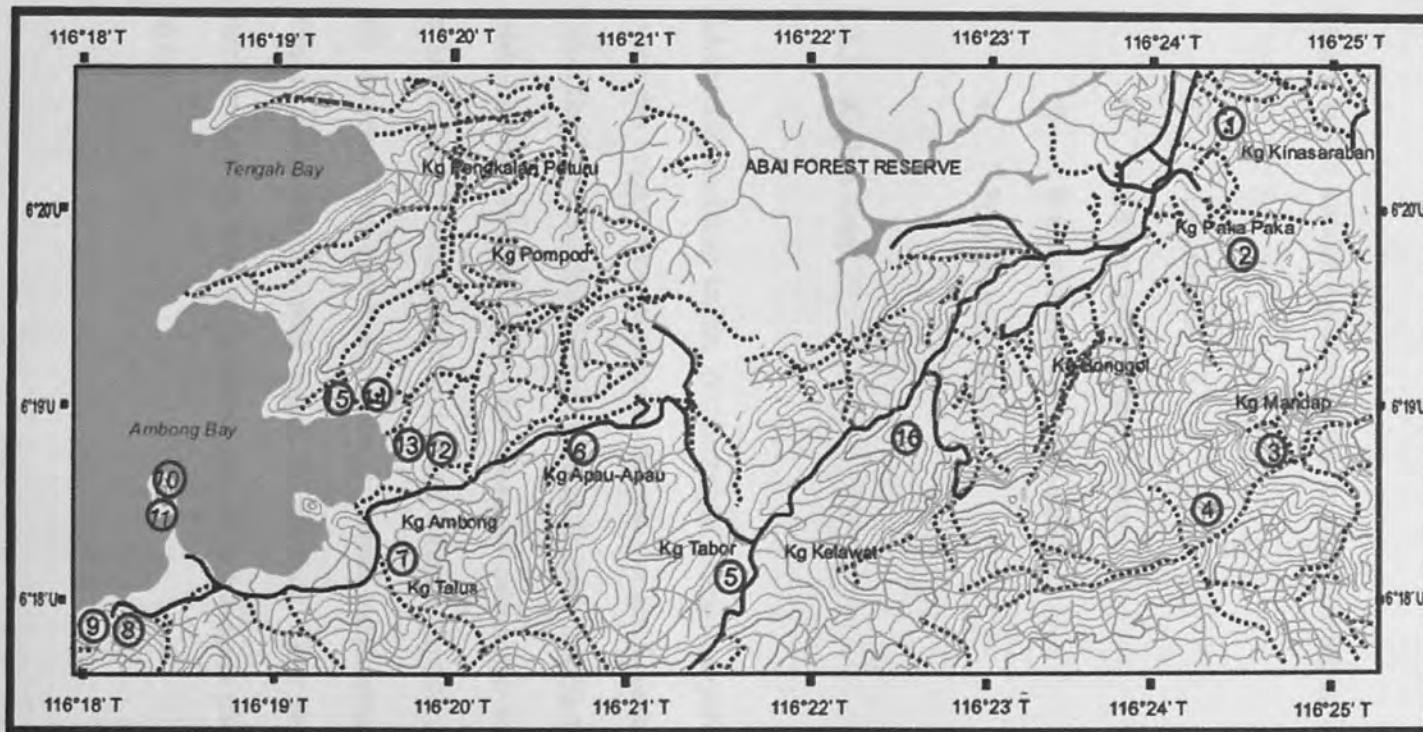 116°18' T 116°19' T 116°20' T 116°21' T 116°22' T 116°23' T 116°24' T 116°25' T
1
Kg Kinasaraban
Tengah Bay
Kg Pengkalan Peturu
ABAI FOREST RESERVE
6°20'U
6°20'U
Kg Paka Paka
Kg Pompod
2
Kg Bonggol
15 14
6°19'U
6°19'U
Kg Mandap
Ambong Bay
13 12
6
16
3
Kg Apau-Apau
10
11
4
Kg Ambong
7
Kg Tabor
Kg Kelawat
5
Kg Talus
6°18'U
6°18'U
9 8
116°18' T 116°19' T 116°20' T 116°21' T 116°22' T 116°23' T 116°24' T 116°25' T